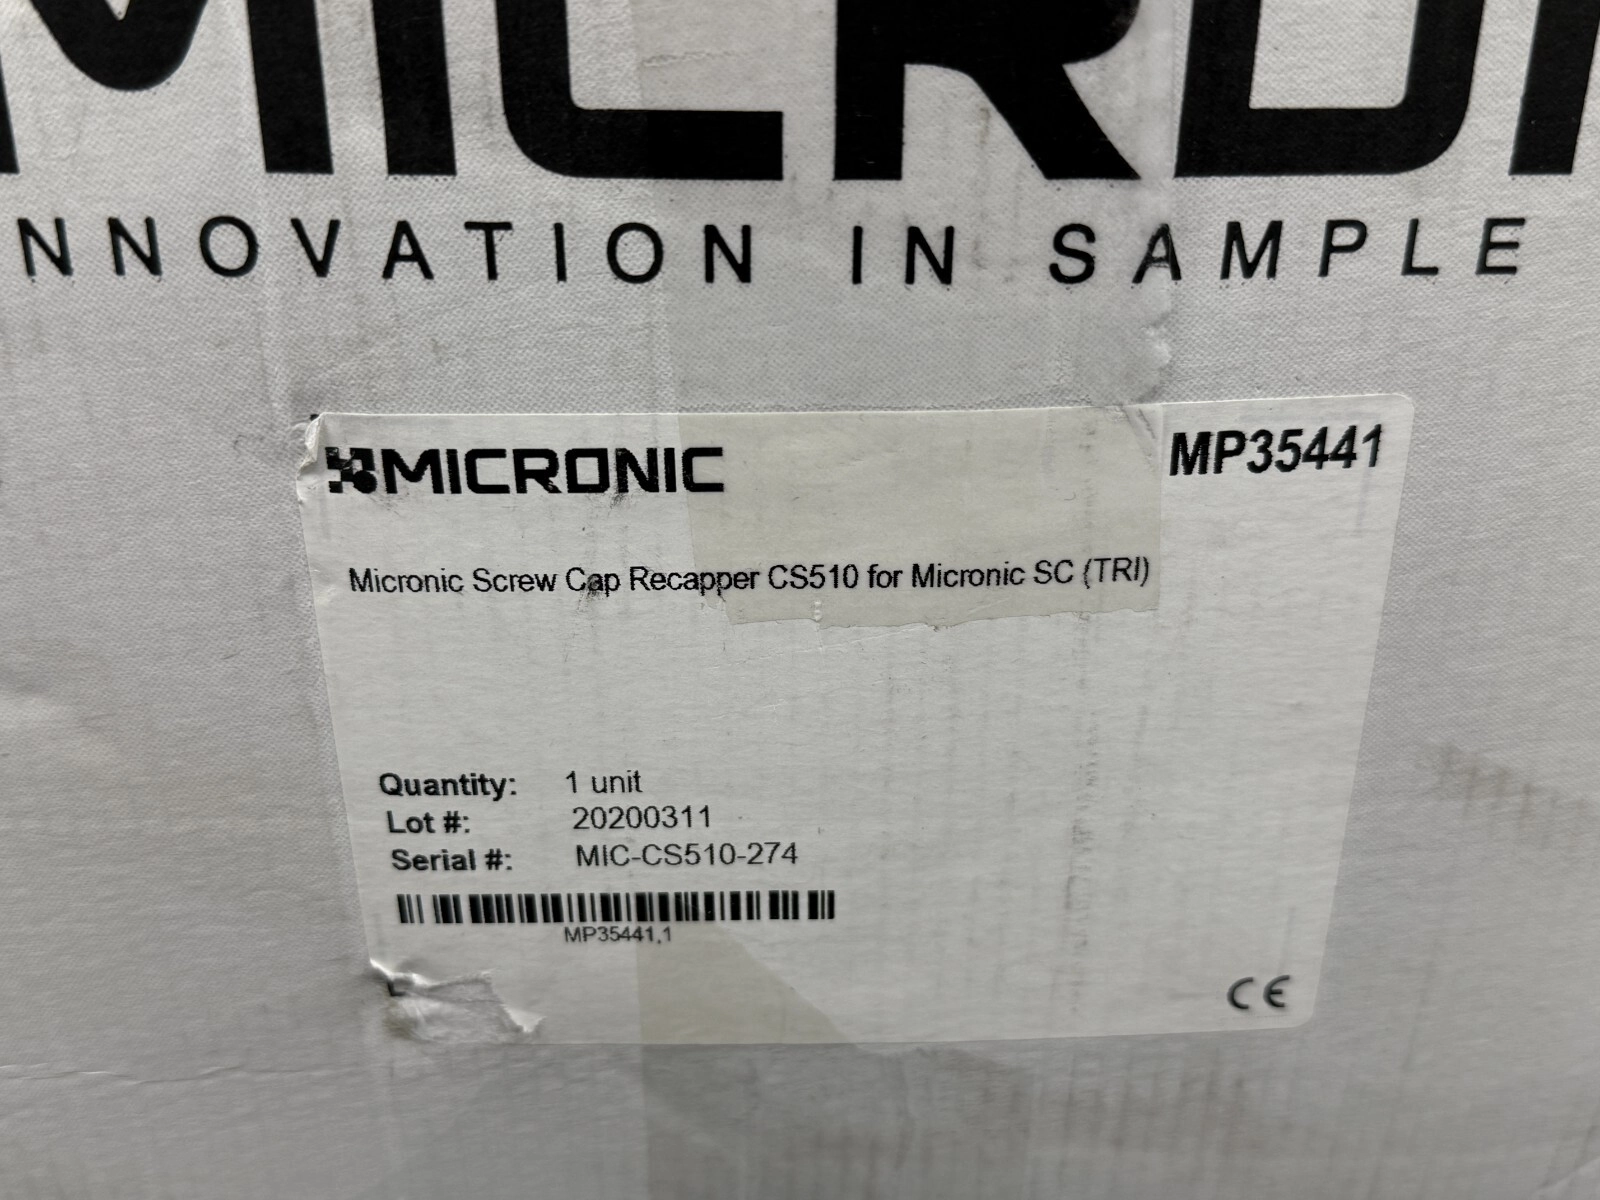 MICRO
NNOVATION IN SAMPLE
MICRONIC
MP35441
Micronic Screw Cap Recapper CS510 for Micronic SC (TRI)
Quantity: 1 unit
Lot #: 20200311
Serial #: MIC-CS510-274
MP35441,1
CE